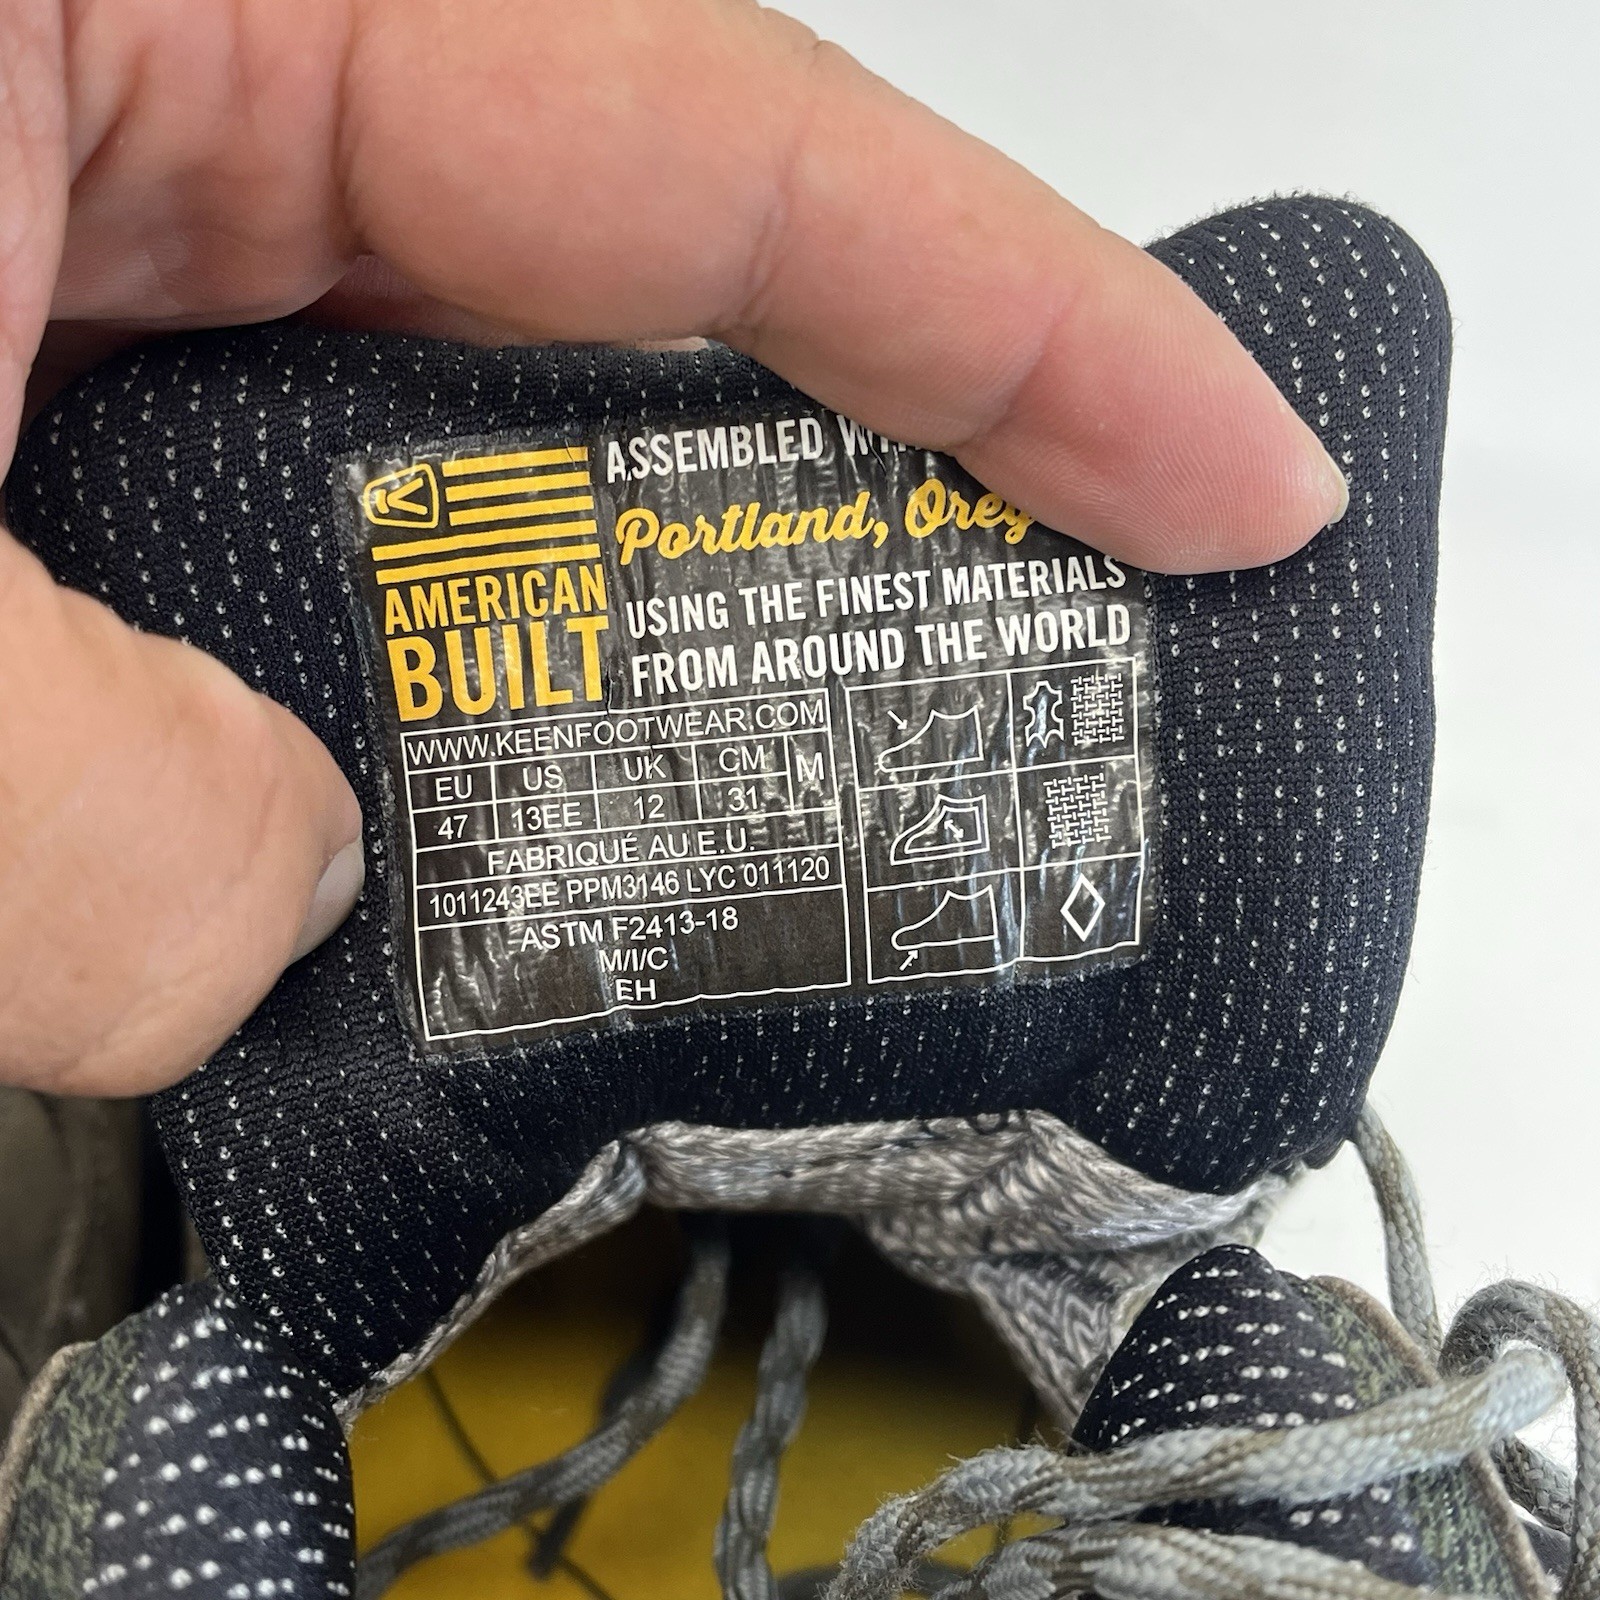 ASSEMBLED
Portland,
USING THE FINEST MATERIALS
FROM AROUND THE WORLD
AMERICAN
BUILT
WWW.KEENFOOTWEAR.COM
EU US UK CM M
47 13EE 12 31
FABRIQUÉ AU E.U.
1011243EE PPM3146 LYC 011120
ASTM F2413-18
M/I/C
EH